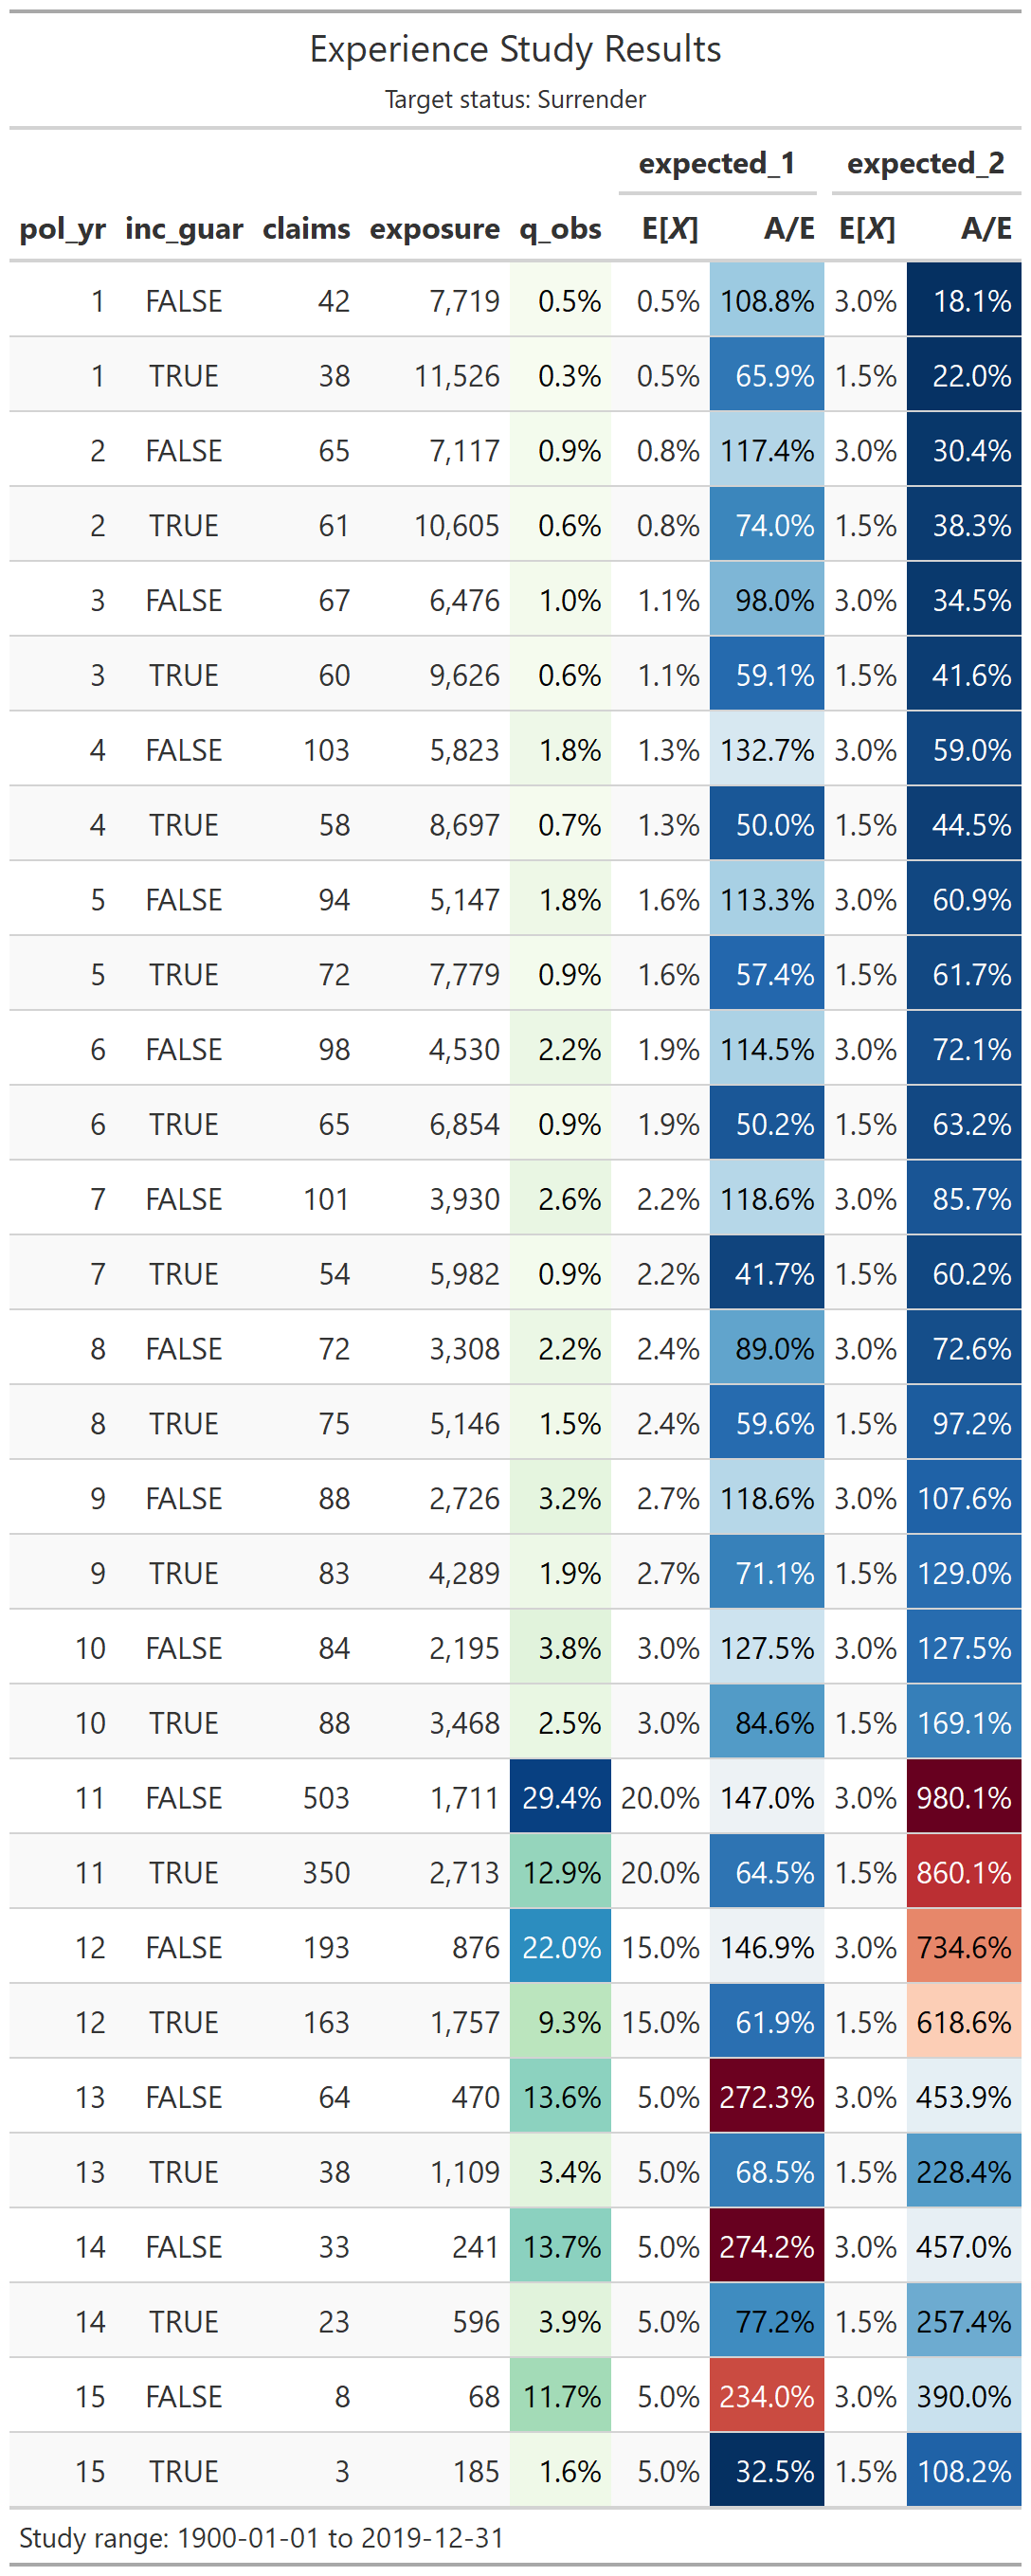 Experience Study Results
Target status: Surrender
expected_1 expected_2
pol_yr inc_guar claims exposure q_obs E[X] A/E E[X] A/E
1 FALSE 42 7,719 0.5% 0.5% 108.8% 3.0% 18.1%
1 TRUE 38 11,526 0.3% 0.5% 65.9% 1.5% 22.0%
2 FALSE 65 7,117 0.9% 0.8% 117.4% 3.0% 30.4%
2 TRUE 61 10,605 0.6% 0.8% 74.0% 1.5% 38.3%
3 FALSE 67 6,476 1.0% 1.1% 98.0% 3.0% 34.5%
3 TRUE 60 9,626 0.6% 1.1% 59.1% 1.5% 41.6%
4 FALSE 103 5,823 1.8% 1.3% 132.7% 3.0% 59.0%
4 TRUE 58 8,697 0.7% 1.3% 50.0% 1.5% 44.5%
5 FALSE 94 5,147 1.8% 1.6% 113.3% 3.0% 60.9%
5 TRUE 72 7,779 0.9% 1.6% 57.4% 1.5% 61.7%
6 FALSE 98 4,530 2.2% 1.9% 114.5% 3.0% 72.1%
6 TRUE 65 6,854 0.9% 1.9% 50.2% 1.5% 63.2%
7 FALSE 101 3,930 2.6% 2.2% 118.6% 3.0% 85.7%
7 TRUE 54 5,982 0.9% 2.2% 41.7% 1.5% 60.2%
8 FALSE 72 3,308 2.2% 2.4% 89.0% 3.0% 72.6%
8 TRUE 75 5,146 1.5% 2.4% 59.6% 1.5% 97.2%
9 FALSE 88 2,726 3.2% 2.7% 118.6% 3.0% 107.6%
9 TRUE 83 4,289 1.9% 2.7% 71.1% 1.5% 129.0%
10 FALSE 84 2,195 3.8% 3.0% 127.5% 3.0% 127.5%
10 TRUE 88 3,468 2.5% 3.0% 84.6% 1.5% 169.1%
11 FALSE 503 1,711 29.4% 20.0% 147.0% 3.0% 980.1%
11 TRUE 350 2,713 12.9% 20.0% 64.5% 1.5% 860.1%
12 FALSE 193 876 22.0% 15.0% 146.9% 3.0% 734.6%
12 TRUE 163 1,757 9.3% 15.0% 61.9% 1.5% 618.6%
13 FALSE 64 470 13.6% 5.0% 272.3% 3.0% 453.9%
13 TRUE 38 1,109 3.4% 5.0% 68.5% 1.5% 228.4%
14 FALSE 33 241 13.7% 5.0% 274.2% 3.0% 457.0%
14 TRUE 23 596 3.9% 5.0% 77.2% 1.5% 257.4%
15 FALSE 8 68 11.7% 5.0% 234.0% 3.0% 390.0%
15 TRUE 3 185 1.6% 5.0% 32.5% 1.5% 108.2%
Study range: 1900-01-01 to 2019-12-31